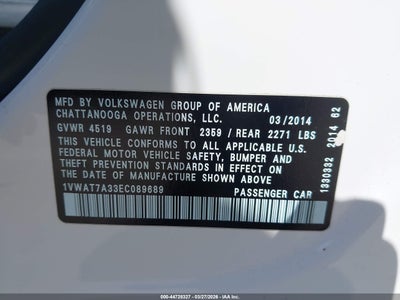 MFD BY VOLKSWAGEN GROUP OF AMERICA
CHATTANOOGA OPERATIONS, LLC. 03/2014
GVWR 4519 GAWR FRONT 2359 / REAR 2271 LBS
THIS VEHICLE CONFORMS TO ALL APPLICABLE U.S.
FEDERAL MOTOR VEHICLE SAFETY, BUMPER AND
THEFT PREVENTION STANDARDS IN EFFECT ON THE
DATE OF MANUFACTURE SHOWN ABOVE
1VWAT7A33EC089689 PASSENGER CAR
1330332 2014 62
000-44728327 - 03/27/2026 - IAA, Inc.